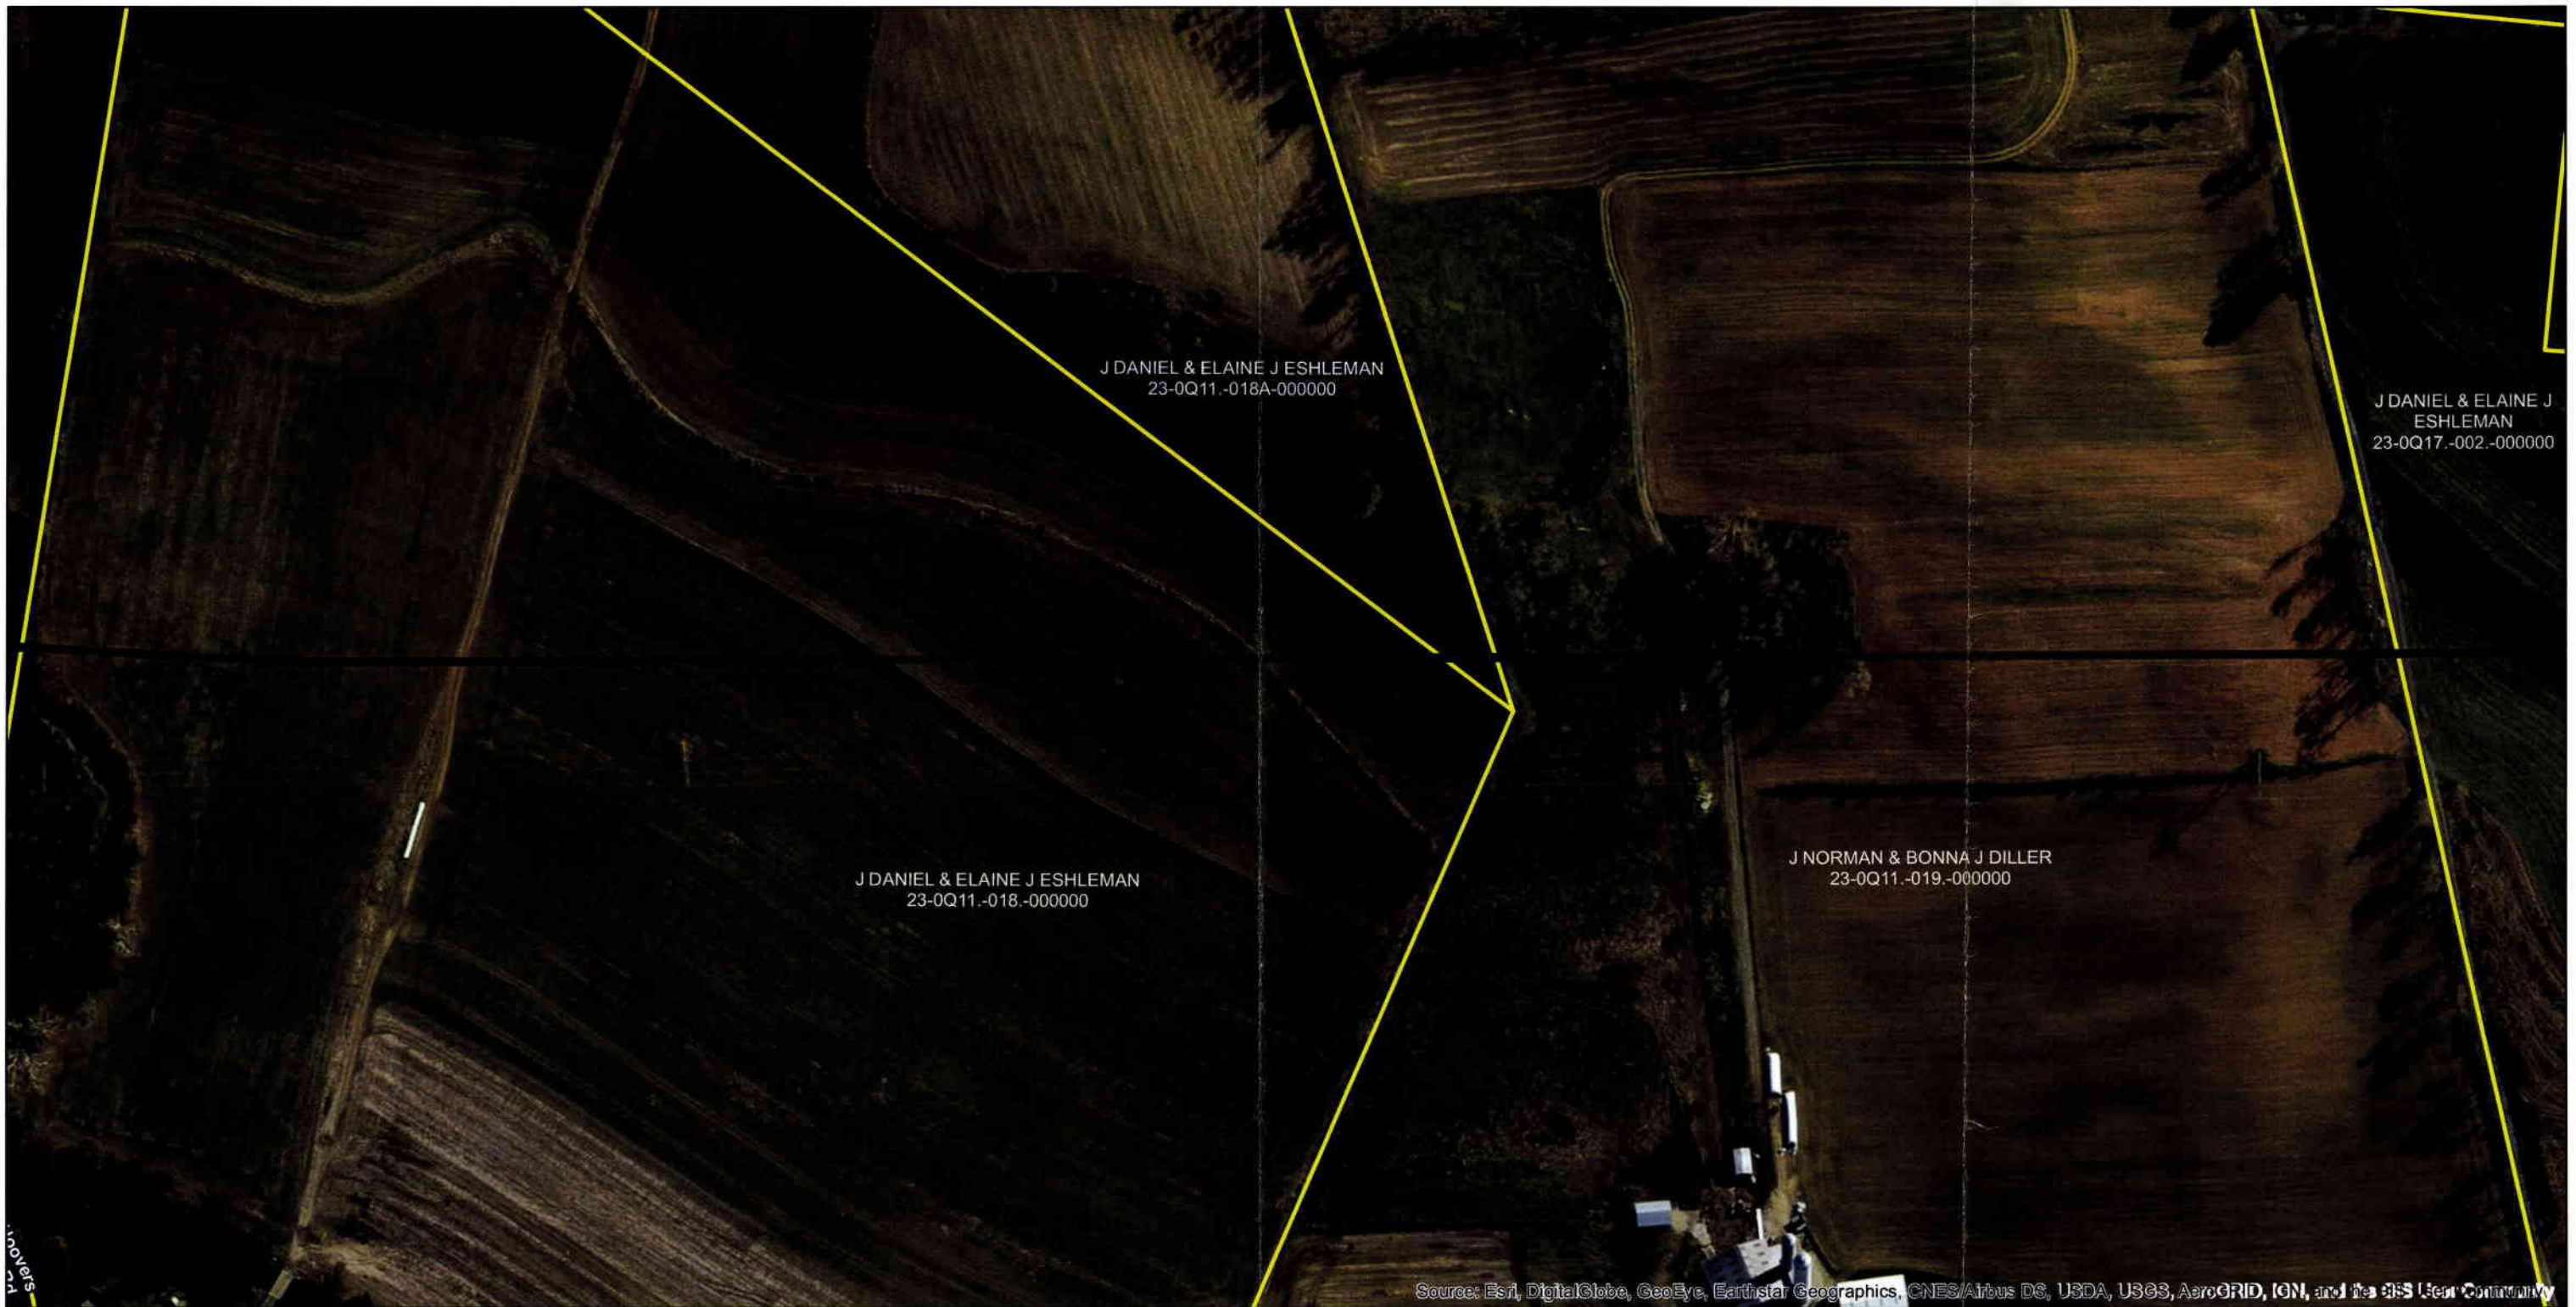 J DANIEL & ELAINE J ESHLEMAN
23-0Q11.-018A-000000
J DANIEL & ELAINE J
ESHLEMAN
23-0Q17.-002.-000000
J DANIEL & ELAINE J ESHLEMAN
23-0Q11.-018.-000000
J NORMAN & BONNA J DILLER
23-0Q11.-019.-000000
Source: Esri, DigitalGlobe, GeoEye, Earthstar Geographics, CNES/Airbus DS, USDA, USGS, AeroGRID, IGN, and the GIS User Community